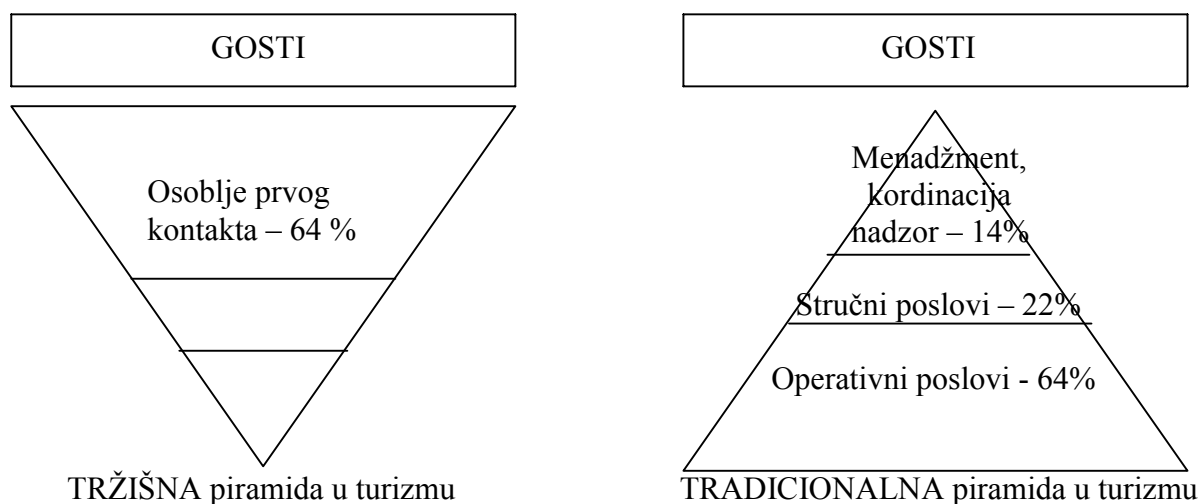 GOSTI
Osoblje prvog
kontakta – 64 %
TRŽIŠNA piramida u turizmu
GOSTI
Menadžment,
kordinacija
nadzor – 14%
Stručni poslovi – 22%
Operativni poslovi - 64%
TRADICIONALNA piramida u turizmu